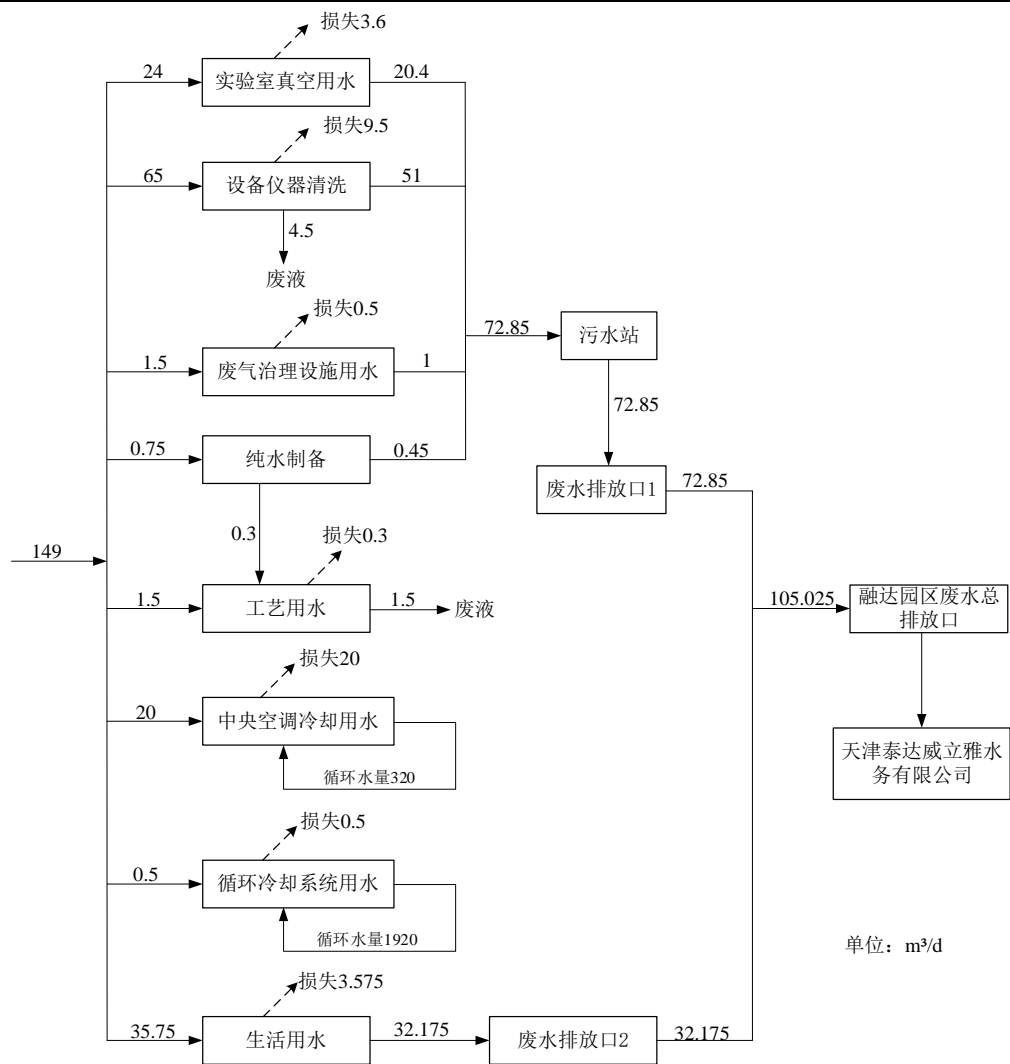 损失3.6
24
实验室真空用水
20.4
损失9.5
65
设备仪器清洗
51
4.5
废液
损失0.5
1.5
废气治理设施用水
1
72.85
污水站
72.85
0.75
纯水制备
0.45
废水排放口1
72.85
0.3
损失0.3
149
1.5
工艺用水
1.5
废液
105.025
融达园区废水总
排放口
损失20
20
中央空调冷却用水
循环水量320
天津泰达威立雅水
务有限公司
损失0.5
0.5
循环冷却系统用水
循环水量1920
单位：m³/d
损失3.575
35.75
生活用水
32.175
废水排放口2
32.175